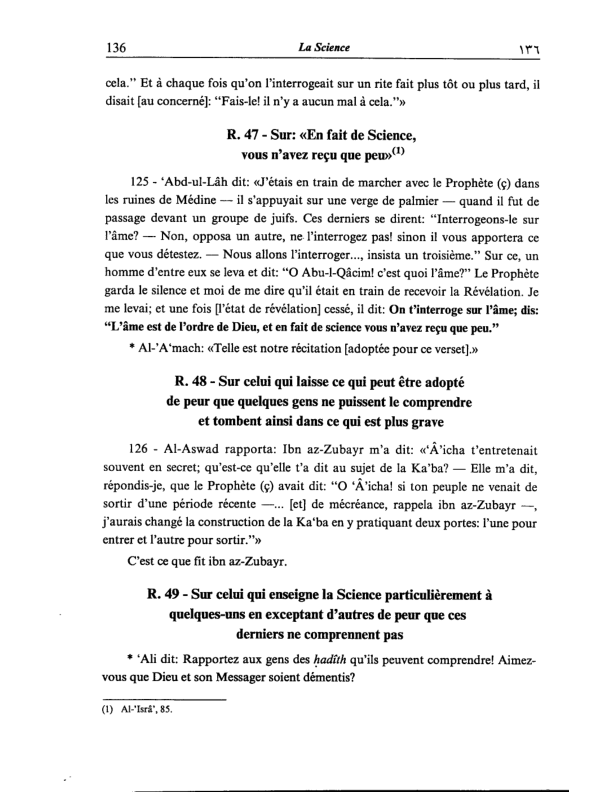 136 La Science ١٣٦
cela." Et à chaque fois qu'on l'interrogeait sur un rite fait plus tôt ou plus tard, il
disait [au concerné]: "Fais-le! il n'y a aucun mal à cela."»
R. 47 - Sur: «En fait de Science,
vous n'avez reçu que peu»(1)
125 - 'Abd-ul-Lâh dit: «J'étais en train de marcher avec le Prophète (ç) dans
les ruines de Médine — il s'appuyait sur une verge de palmier — quand il fut de
passage devant un groupe de juifs. Ces derniers se dirent: "Interrogeons-le sur
l'âme? — Non, opposa un autre, ne l'interrogez pas! sinon il vous apportera ce
que vous détestez. — Nous allons l'interroger..., insista un troisième." Sur ce, un
homme d'entre eux se leva et dit: "O Abu-l-Qâcim! c'est quoi l'âme?" Le Prophète
garda le silence et moi de me dire qu'il était en train de recevoir la Révélation. Je
me levai; et une fois [l'état de révélation] cessé, il dit: On t'interroge sur l'âme; dis:
"L'âme est de l'ordre de Dieu, et en fait de science vous n'avez reçu que peu."
* Al-'A'mach: «Telle est notre récitation [adoptée pour ce verset].»
R. 48 - Sur celui qui laisse ce qui peut être adopté
de peur que quelques gens ne puissent le comprendre
et tombent ainsi dans ce qui est plus grave
126 - Al-Aswad rapporta: Ibn az-Zubayr m'a dit: «'Â'icha t'entretenait
souvent en secret; qu'est-ce qu'elle t'a dit au sujet de la Ka'ba? — Elle m'a dit,
répondis-je, que le Prophète (ç) avait dit: "O 'Â'icha! si ton peuple ne venait de
sortir d'une période récente —... [et] de mécréance, rappela ibn az-Zubayr —,
j'aurais changé la construction de la Ka'ba en y pratiquant deux portes: l'une pour
entrer et l'autre pour sortir."»
C'est ce que fit ibn az-Zubayr.
R. 49 - Sur celui qui enseigne la Science particulièrement à
quelques-uns en exceptant d'autres de peur que ces
derniers ne comprennent pas
* 'Ali dit: Rapportez aux gens des ḥadîth qu'ils peuvent comprendre! Aimez-
vous que Dieu et son Messager soient démentis?
(1) Al-'Isrâ', 85.